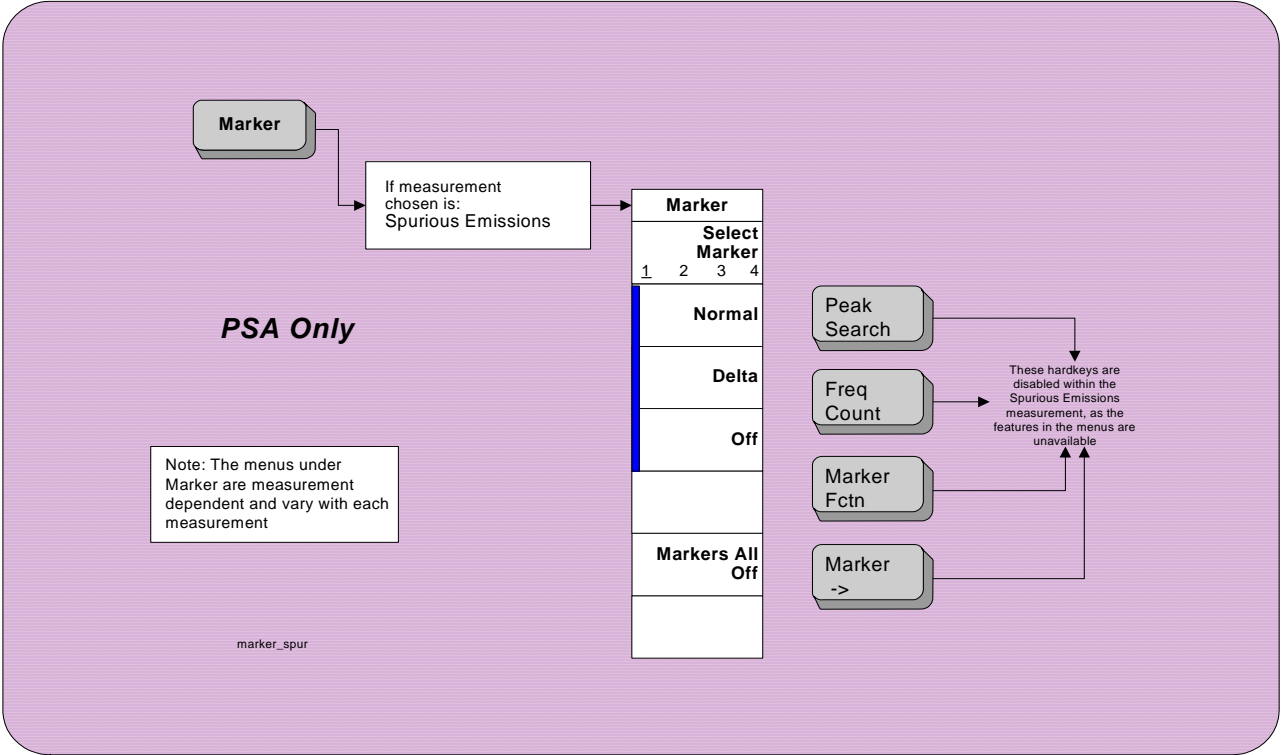 Marker
If measurement
chosen is:
Spurious Emissions
Marker
Select
Marker
1 2 3 4
Normal
Delta
Off
Markers All
Off
PSA Only
Note: The menus under
Marker are measurement
dependent and vary with each
measurement
marker_spur
Peak
Search
Freq
Count
Marker
Fctn
Marker
->
These hardkeys are
disabled within the
Spurious Emissions
measurement, as the
features in the menus are
unavailable